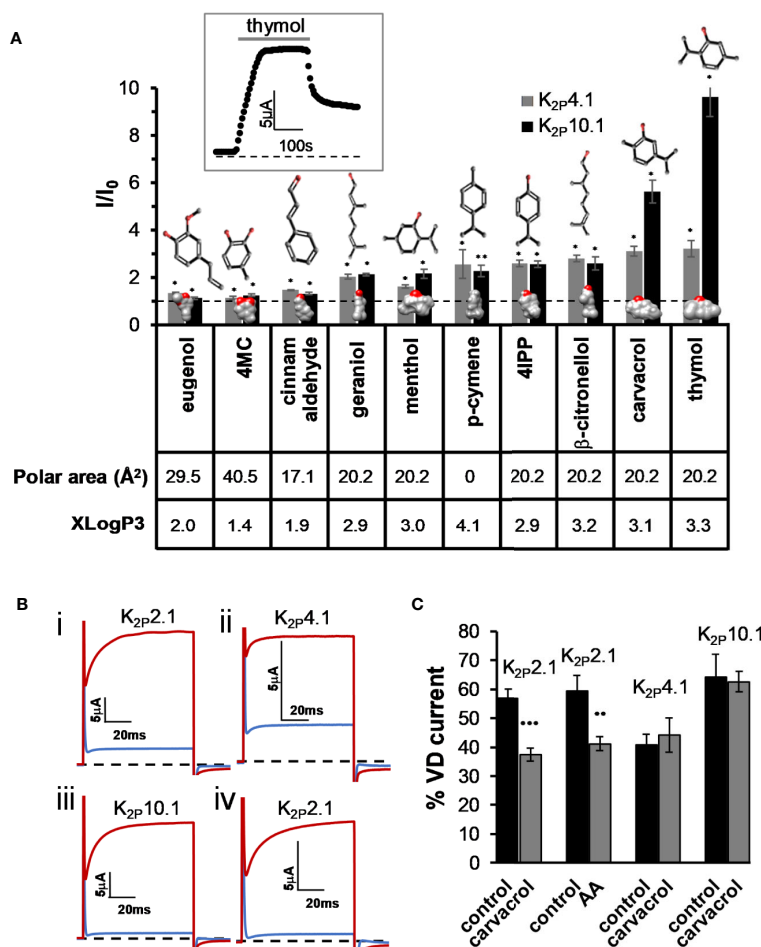 A
thymol
5µA
100s
I/I0
10
8
6
4
2
0
K2P4.1
K2P10.1
* * * * * * * * * * * ** * * * * * * * *
eugenol
4MC
cinnam
aldehyde
geraniol
menthol
p-cymene
4IPP
β-citronellol
carvacrol
thymol
Polar area (Å2) 29.5 40.5 17.1 20.2 20.2 0 20.2 20.2 20.2 20.2
XLogP3 2.0 1.4 1.9 2.9 3.0 4.1 2.9 3.2 3.1 3.3
B
i K2P2.1
5µA
20ms
ii K2P4.1
5µA
20ms
iii K2P10.1
5µA
20ms
iv K2P2.1
5µA
20ms
C
% VD current
80
70
60
50
40
30
20
10
0
K2P2.1
K2P2.1
K2P4.1
K2P10.1
***
**
control
carvacrol
control
AA
control
carvacrol
control
carvacrol